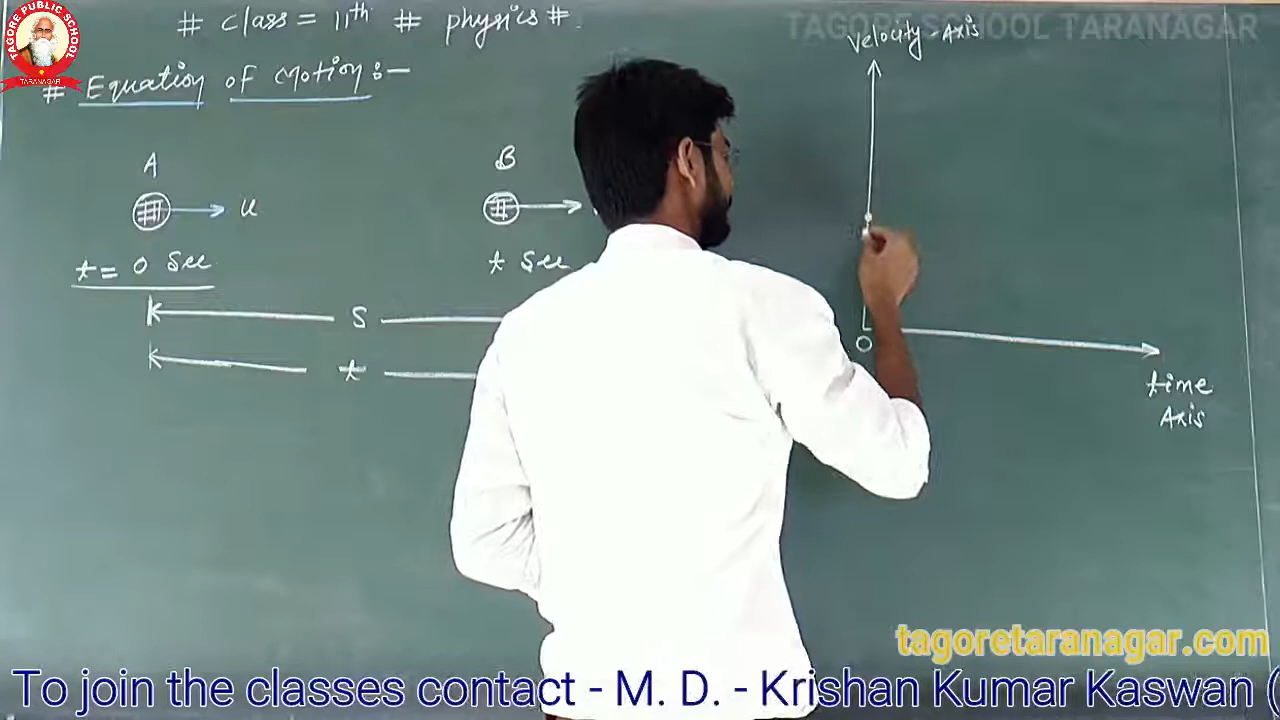 TAGORE PUBLIC SCHOOL
TARANAGAR
# class = 11th # physics #.
TAGORE SCHOOL TARANAGAR
# Equation of Motion :-
Velocity-Axis
A
B
u
t = 0 Sec
t Sec
S
t
O
time
Axis
tagoretaranagar.com
To join the classes contact - M. D. - Krishan Kumar Kaswan (